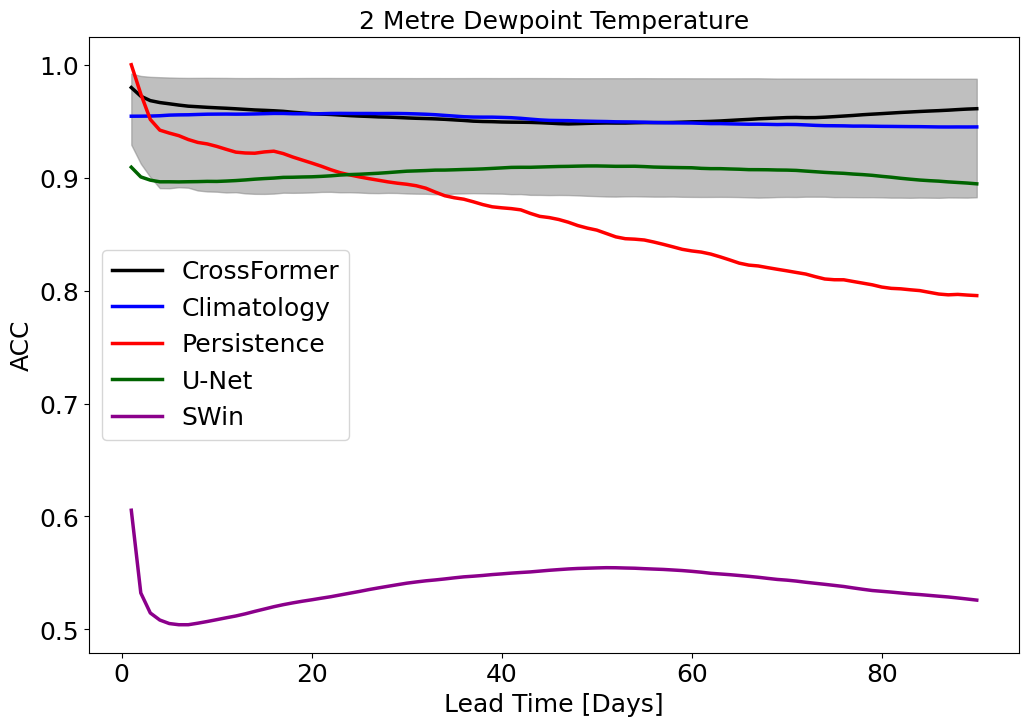 2 Metre Dewpoint Temperature
ACC
1.0
0.9
0.8
0.7
0.6
0.5
CrossFormer
Climatology
Persistence
U-Net
SWin
0 20 40 60 80
Lead Time [Days]